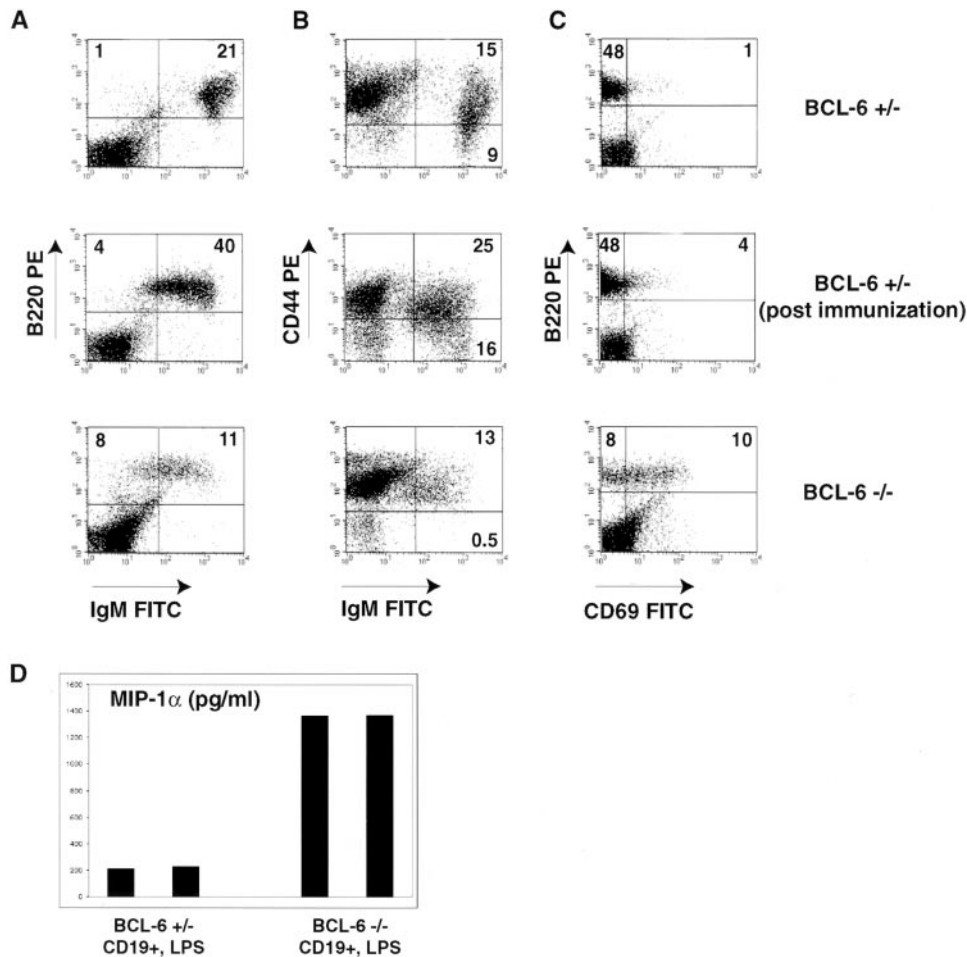 A
B
C
1
21
15
9
48
1
BCL-6 +/-
4
40
25
16
48
4
BCL-6 +/-
(post immunization)
8
11
13
0.5
8
10
BCL-6 -/-
B220 PE
CD44 PE
B220 PE
IgM FITC
IgM FITC
CD69 FITC
D
MIP-1α (pg/ml)
1600
1400
1200
1000
800
600
400
200
0
BCL-6 +/-
CD19+, LPS
BCL-6 -/-
CD19+, LPS